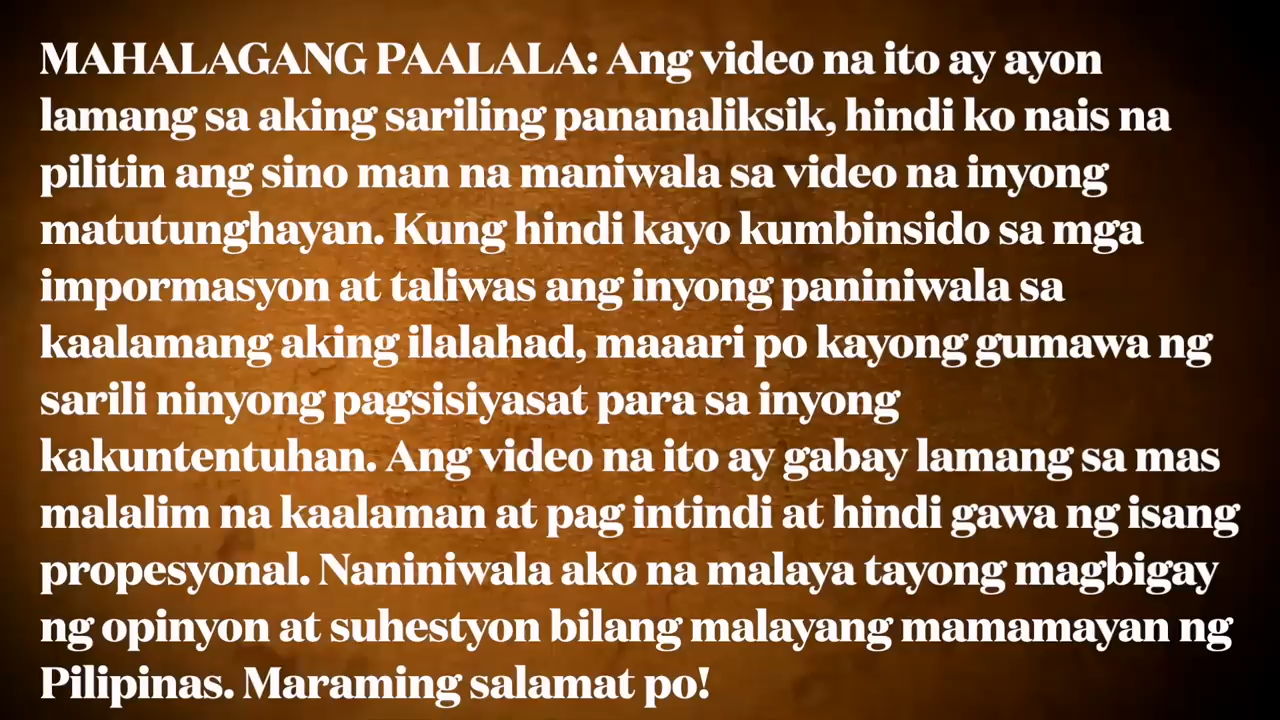 MAHALAGANG PAALALA: Ang video na ito ay ayon
lamang sa aking sariling pananaliksik, hindi ko nais na
pilitin ang sino man na maniwala sa video na inyong
matutunghayan. Kung hindi kayo kumbinsido sa mga
impormasyon at taliwas ang inyong paniniwala sa
kaalamang aking ilalahad, maaari po kayong gumawa ng
sarili ninyong pagsisiyasat para sa inyong
kakuntentuhan. Ang video na ito ay gabay lamang sa mas
malalim na kaalaman at pag intindi at hindi gawa ng isang
propesyonal. Naniniwala ako na malaya tayong magbigay
ng opinyon at suhestyon bilang malayang mamamayan ng
Pilipinas. Maraming salamat po!